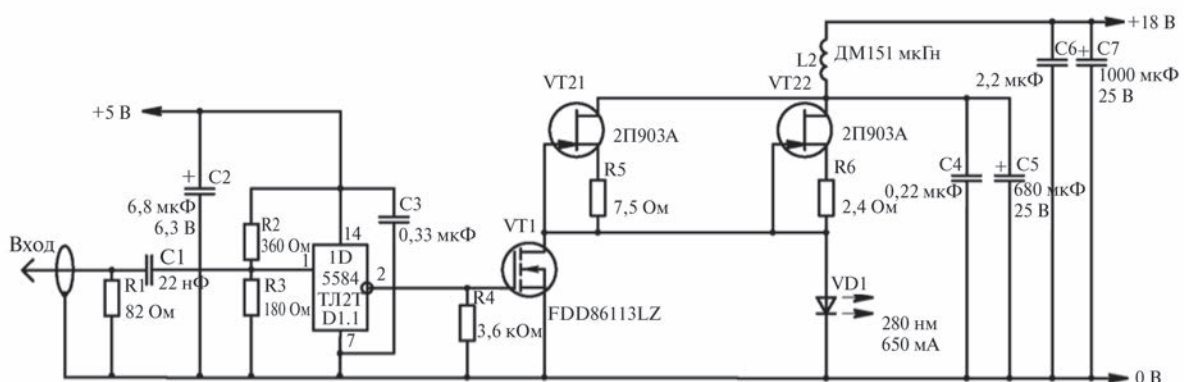 +18 В
L2
ДМ151 мкГн
C6
+
C7
2,2 мкФ
1000 мкФ
25 В
VT21
VT22
2П903А
2П903А
+5 В
R5
7,5 Ом
R6
2,4 Ом
C4
0,22 мкФ
+
C5
680 мкФ
25 В
+
C2
6,8 мкФ
6,3 В
R2
360 Ом
C3
0,33 мкФ
VT1
14
Вход
C1
22 нФ
1
1D
5584
ТЛ2Т
D1.1
2
7
R1
82 Ом
R3
180 Ом
R4
3,6 кОм
FDD86113LZ
VD1
280 нм
650 мА
0 В